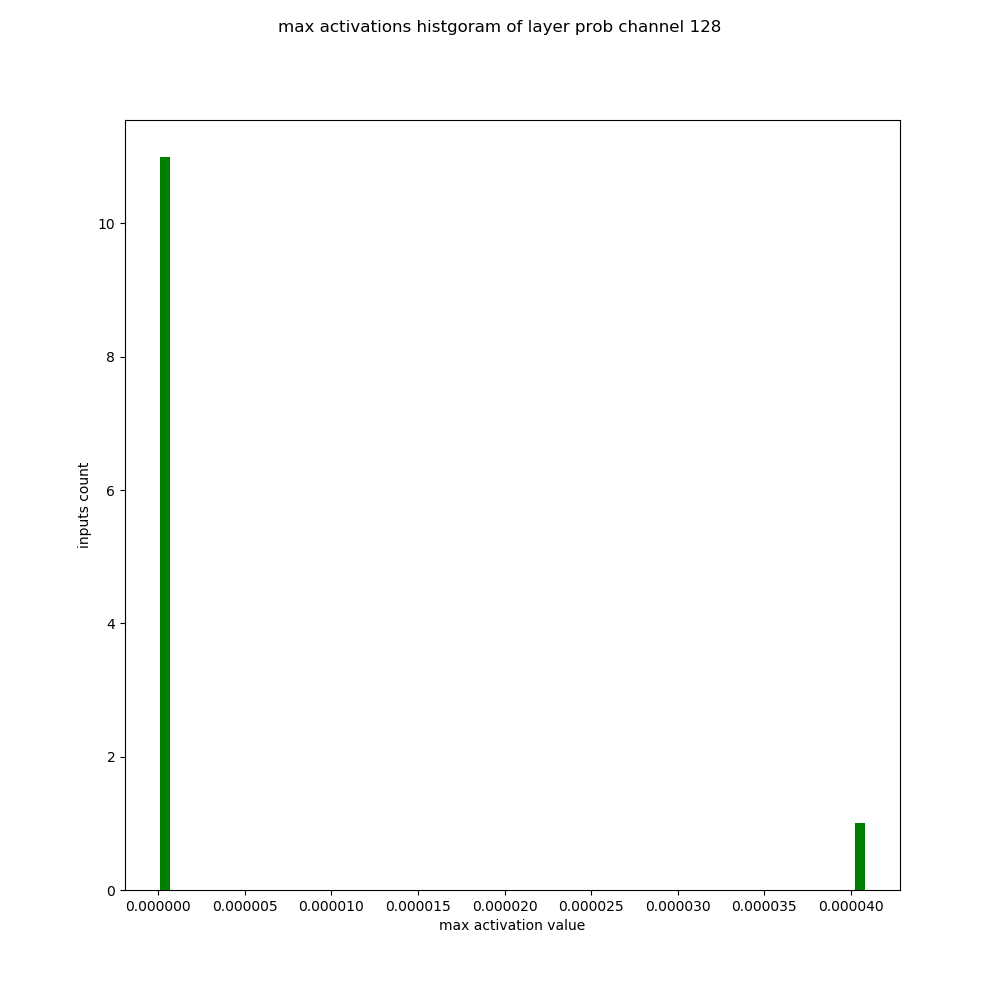 max activations histgoram of layer prob channel 128
10
8
6
4
2
0
inputs count
0.000000 0.000005 0.000010 0.000015 0.000020 0.000025 0.000030 0.000035 0.000040
max activation value